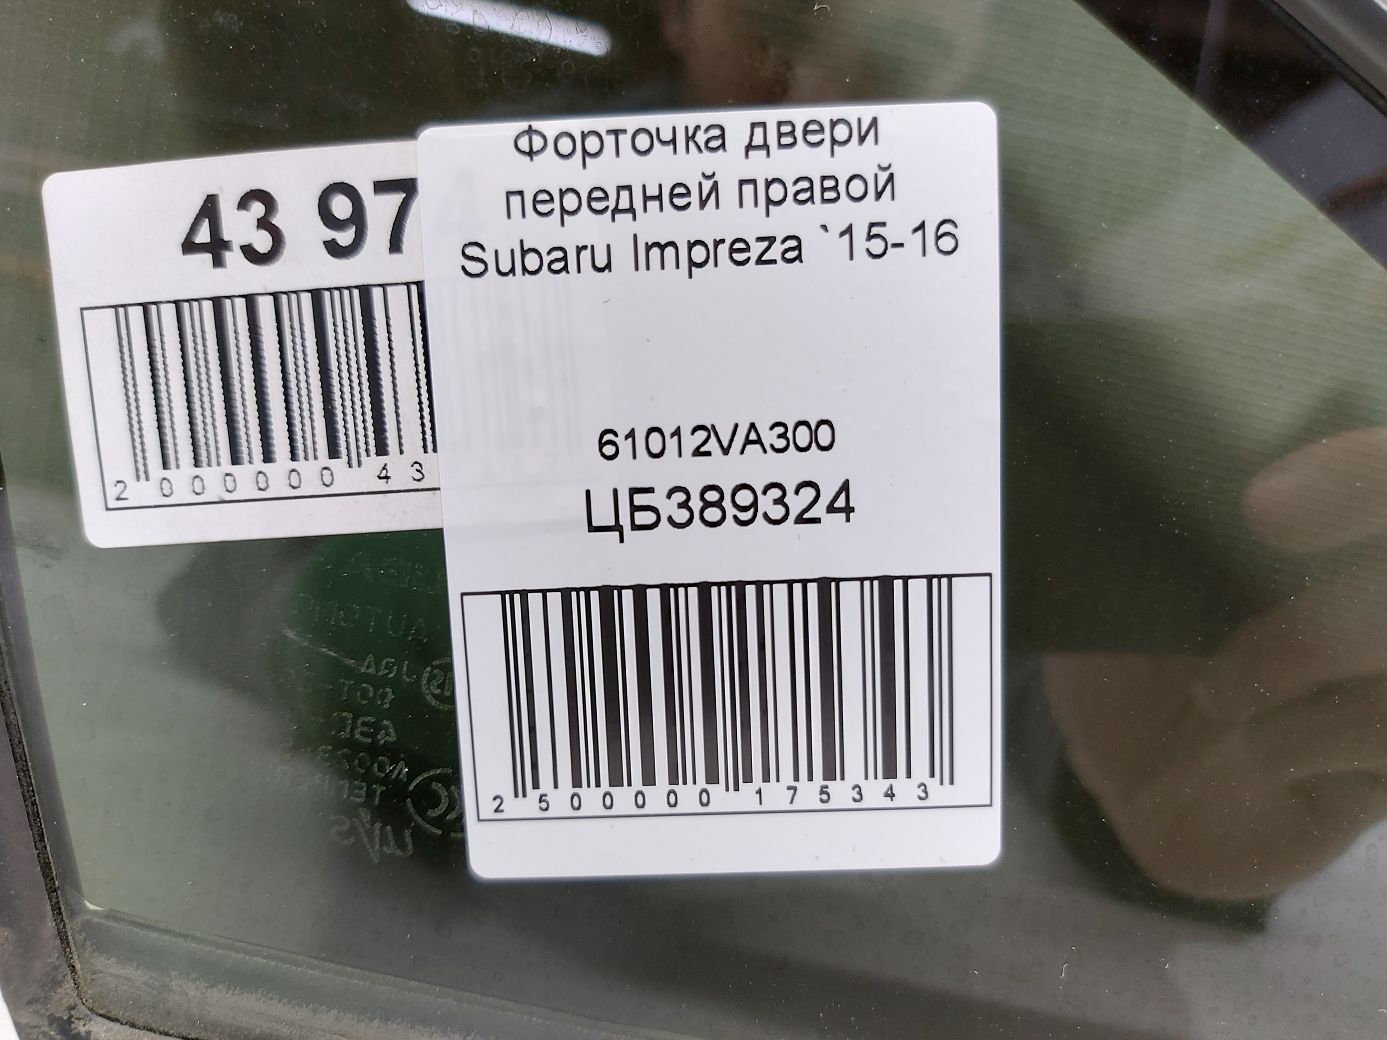 Форточка двери
передней правой
Subaru Impreza `15-16
61012VA300
ЦБ389324
2 500000 175343
43 97
2 000000 43